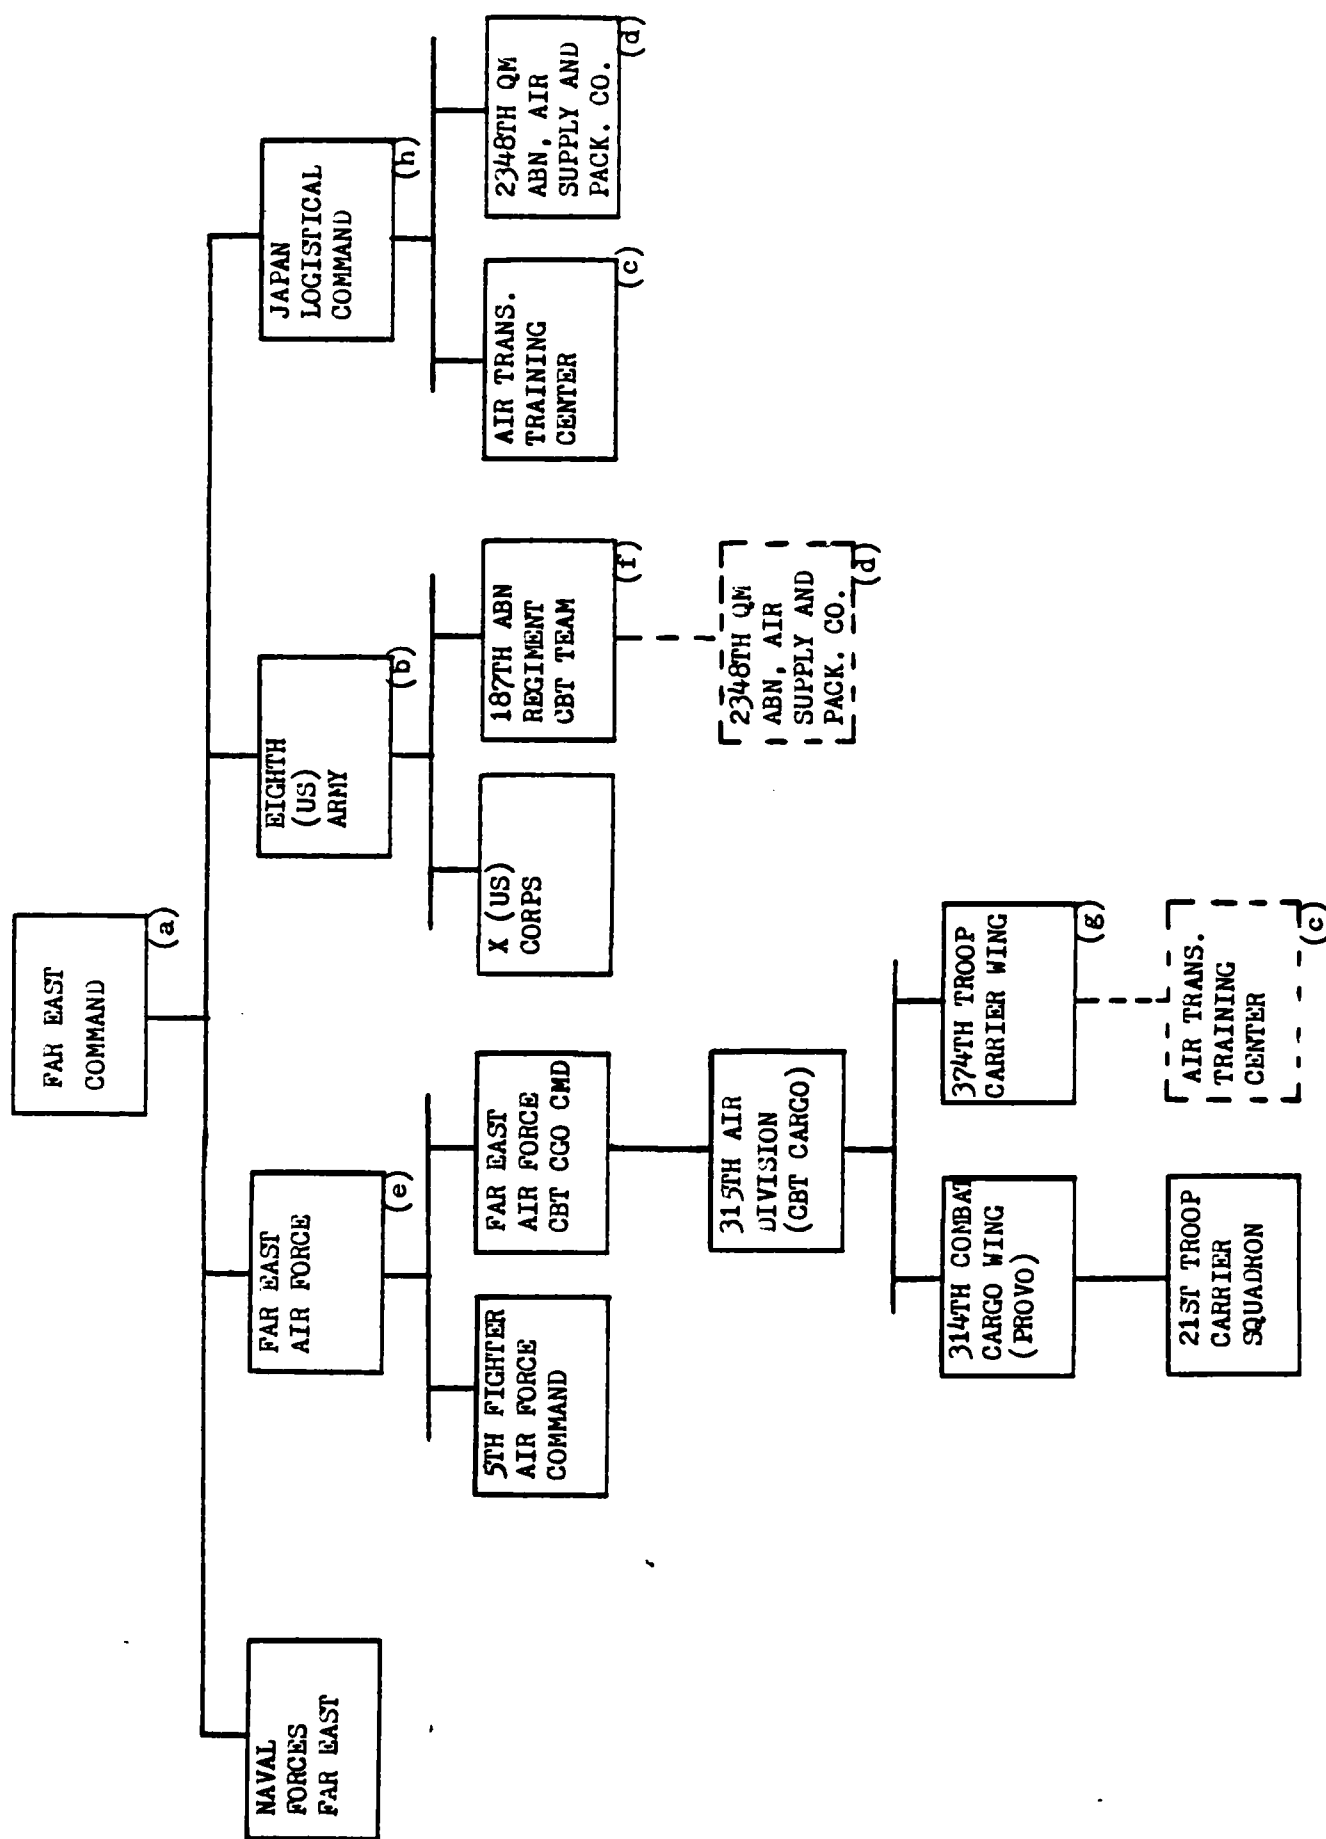 FAR EAST
COMMAND
(a)
NAVAL
FORCES
FAR EAST
FAR EAST
AIR FORCE
(e)
EIGHTH
(US)
ARMY
(b)
JAPAN
LOGISTICAL
COMMAND
(h)
5TH FIGHTER
AIR FORCE
COMMAND
FAR EAST
AIR FORCE
CBT CGO CMD
X (US)
CORPS
187TH ABN
REGIMENT
CBT TEAM
(f)
AIR TRANS.
TRAINING
CENTER
(c)
2348TH QM
ABN, AIR
SUPPLY AND
PACK. CO.
(d)
315TH AIR
DIVISION
(CBT CARGO)
2348TH QM
ABN, AIR
SUPPLY AND
PACK. CO.
(d)
314TH COMBAT
CARGO WING
(PROVO)
374TH TROOP
CARRIER WING
(g)
21ST TROOP
CARRIER
SQUADRON
AIR TRANS.
TRAINING
CENTER
(c)